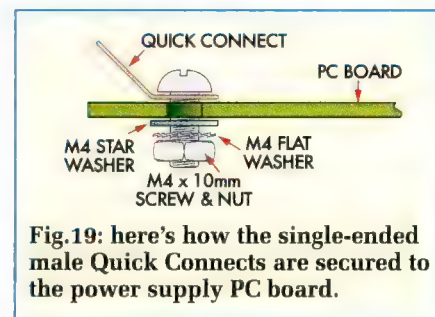 QUICK CONNECT
PC BOARD
M4 STAR
WASHER
M4 FLAT
WASHER
M4 x 10mm
SCREW & NUT
Fig.19: here's how the single-ended
male Quick Connects are secured to
the power supply PC board.